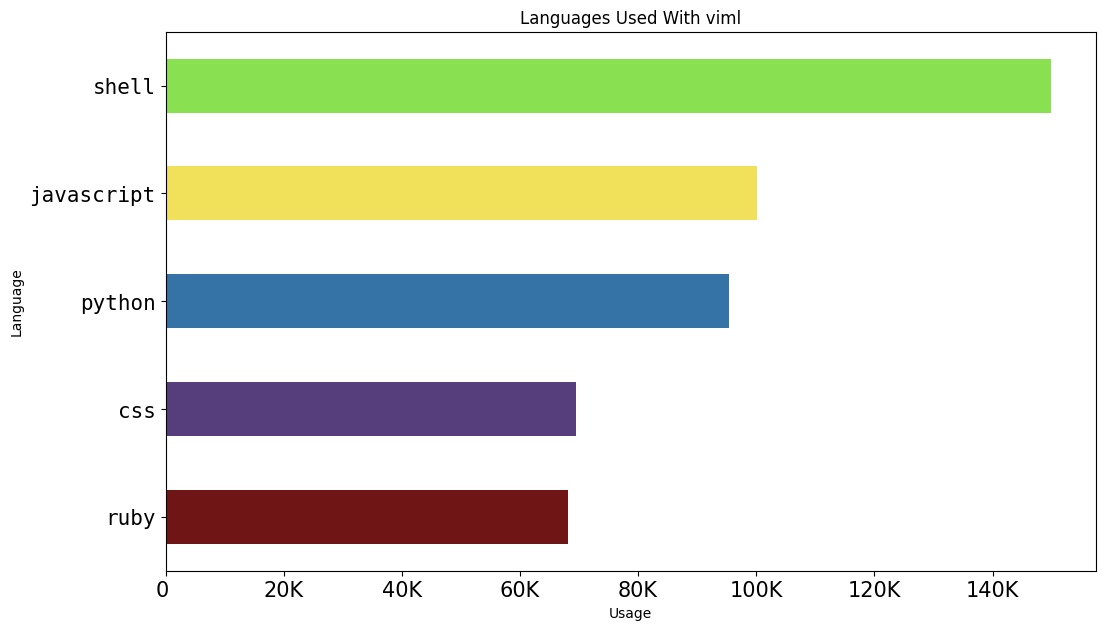 Languages Used With viml
Language
shell
javascript
python
css
ruby
0 20K 40K 60K 80K 100K 120K 140K
Usage